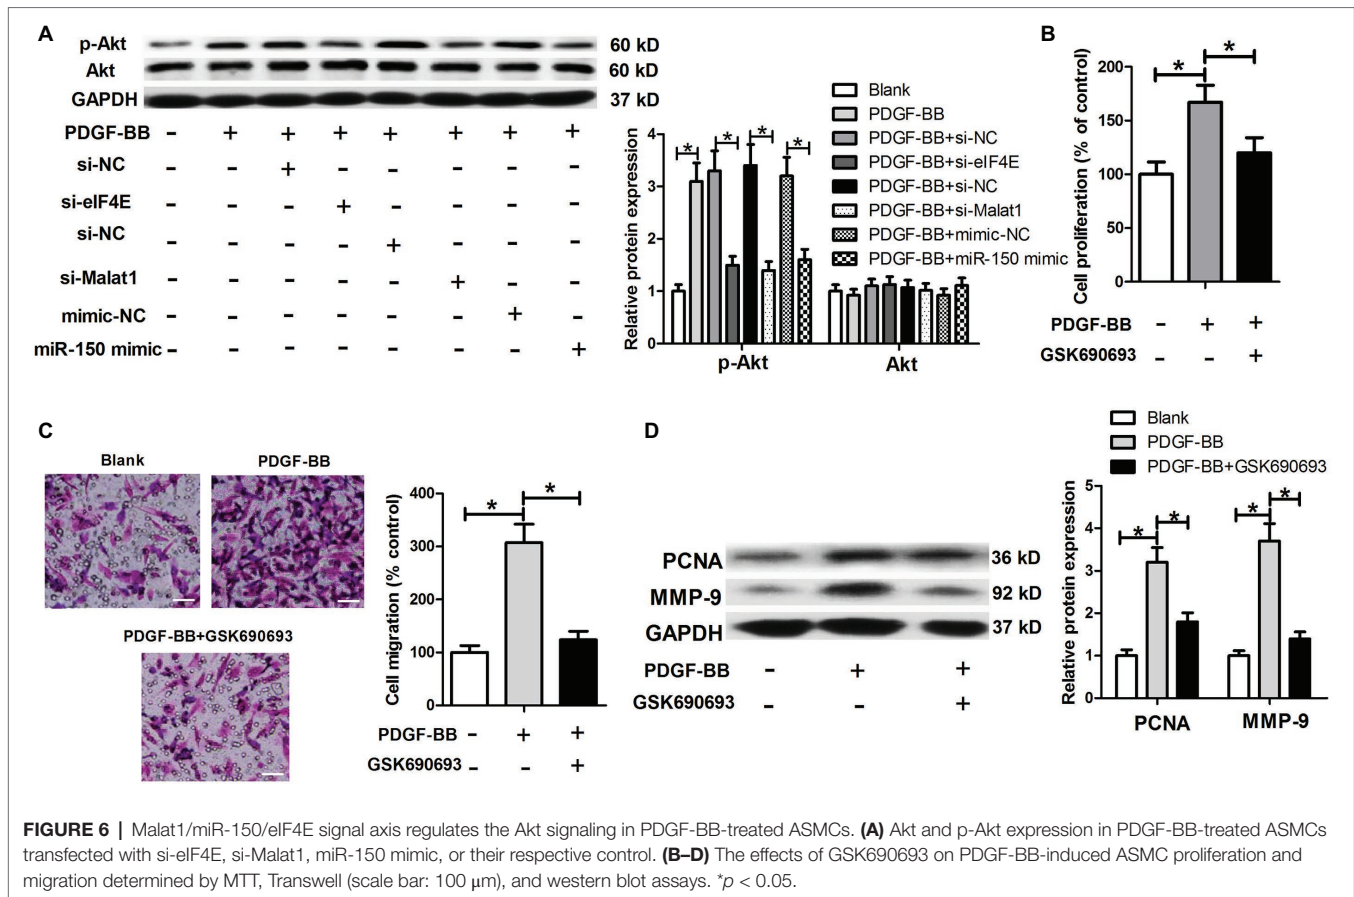 A
p-Akt 60 kD
Akt 60 kD
GAPDH 37 kD
PDGF-BB - + + + + + + +
si-NC - - + - - - - -
si-eIF4E - - - + - - - -
si-NC - - - - + - - -
si-Malat1 - - - - - + - -
mimic-NC - - - - - - + -
miR-150 mimic - - - - - - - +
Relative protein expression
4
3
2
1
0
* * * *
p-Akt Akt
Blank
PDGF-BB
PDGF-BB+si-NC
PDGF-BB+si-eIF4E
PDGF-BB+si-NC
PDGF-BB+si-Malat1
PDGF-BB+mimic-NC
PDGF-BB+miR-150 mimic
B
Cell proliferation (% of control)
200
150
100
50
0
* *
PDGF-BB - + +
GSK690693 - - +
C
Blank PDGF-BB
PDGF-BB+GSK690693
Cell migration (% control)
400
300
200
100
0
* *
PDGF-BB - + +
GSK690693 - - +
D
PCNA 36 kD
MMP-9 92 kD
GAPDH 37 kD
PDGF-BB - + +
GSK690693 - - +
Blank
PDGF-BB
PDGF-BB+GSK690693
Relative protein expression
5
4
3
2
1
0
* * * *
PCNA MMP-9
FIGURE 6 | Malat1/miR-150/eIF4E signal axis regulates the Akt signaling in PDGF-BB-treated ASMCs. (A) Akt and p-Akt expression in PDGF-BB-treated ASMCs
transfected with si-eIF4E, si-Malat1, miR-150 mimic, or their respective control. (B–D) The effects of GSK690693 on PDGF-BB-induced ASMC proliferation and
migration determined by MTT, Transwell (scale bar: 100 μm), and western blot assays. *p < 0.05.